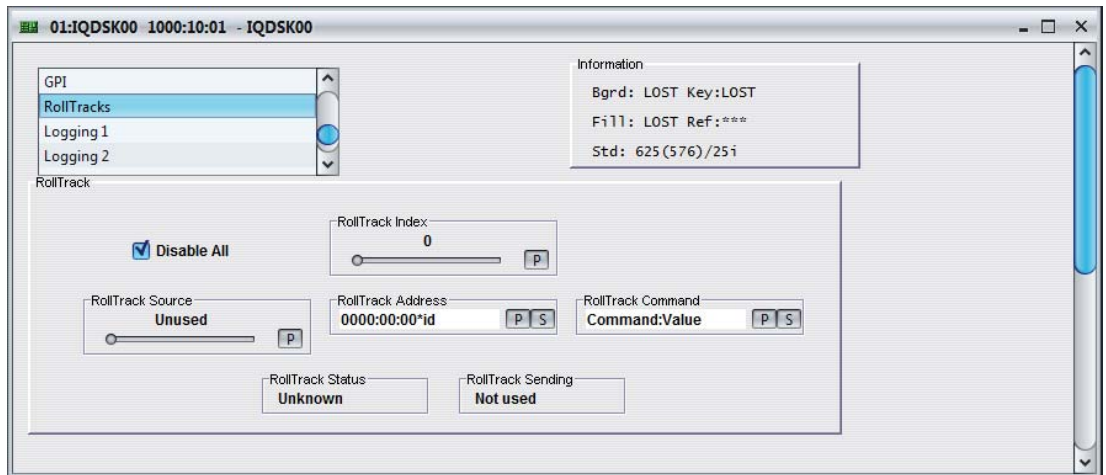 01:IQDSK00 1000:10:01 - IQDSK00
GPI
RollTracks
Logging 1
Logging 2
Information
Bgrd: LOST Key:LOST
Fill: LOST Ref:***
Std: 625(576)/25i
RollTrack
Disable All
RollTrack Index
0
P
RollTrack Source
Unused
P
RollTrack Address
0000:00:00*id P S
RollTrack Command
Command:Value P S
RollTrack Status
Unknown
RollTrack Sending
Not used